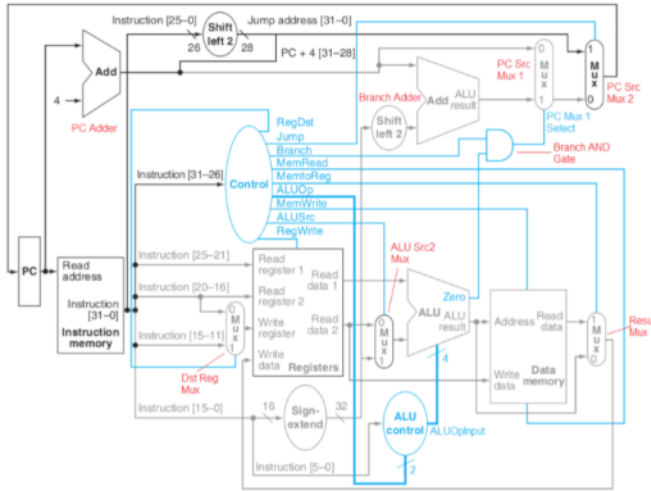 Instruction [25–0]
Shift
left 2
Jump address [31–0]
26
28
PC + 4 [31–28]
Add
4
PC Adder
Branch Adder
Add
ALU
result
Shift
left 2
PC Src
Mux 1
0
Mux
1
1
Mux
0
PC Src
Mux 2
PC Mux 1
Select
Branch AND
Gate
RegDst
Jump
Branch
MemRead
MemtoReg
ALUOp
MemWrite
ALUSrc
RegWrite
Control
Instruction [31–26]
PC
Read
address
Instruction
[31–0]
Instruction
memory
Instruction [25–21]
Instruction [20–16]
Instruction [15–11]
0
Mux
1
Dst Reg
Mux
Read
register 1
Read
register 2
Write
register
Write
data
Read
data 1
Read
data 2
Registers
ALU Src2
Mux
0
Mux
1
Zero
ALU
ALU
result
4
Address
Read
data
Write
data
Data
memory
1
Mux
0
Resu
Mux
Instruction [15–0]
16
Sign-
extend
32
ALU
control
ALUOpInput
Instruction [5–0]
2